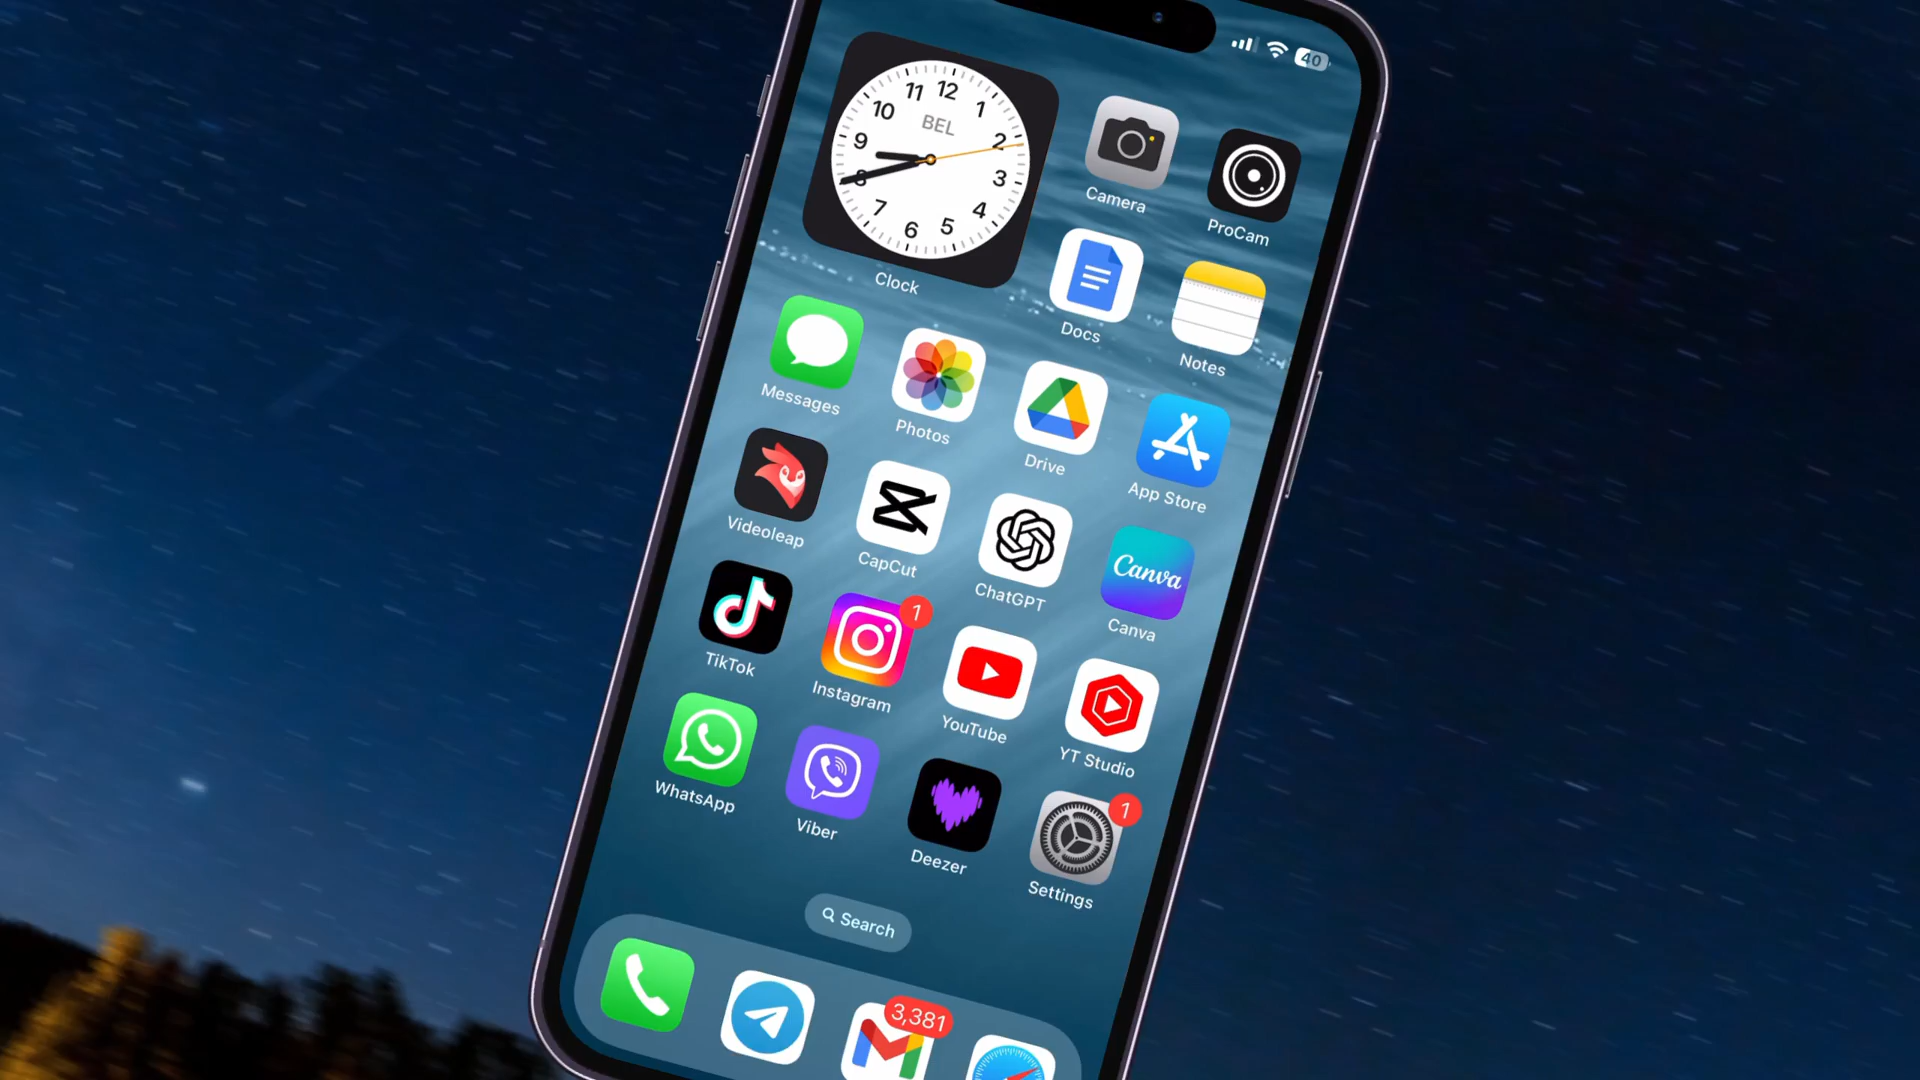 40
12
11
1
10
BEL
2
9
3
8
4
7
5
6
Clock
Camera
ProCam
Docs
Notes
Messages
Photos
Drive
App Store
Videoleap
CapCut
ChatGPT
Canva
Canva
TikTok
1
Instagram
YouTube
YT Studio
WhatsApp
Viber
Deezer
1
Settings
Search
3,381